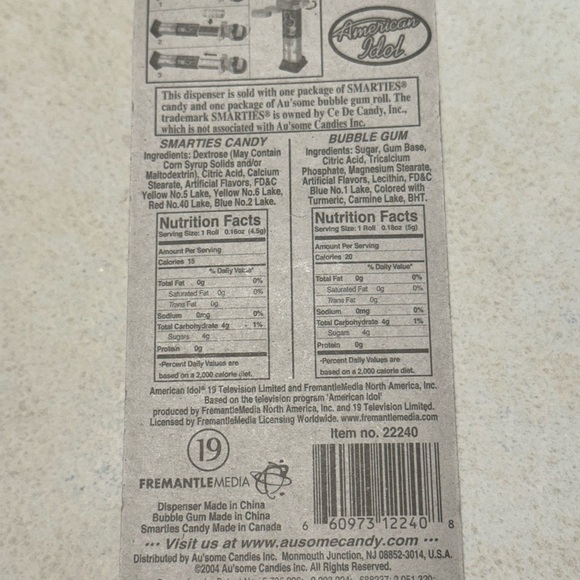 American
Idol
This dispenser is sold with one package of SMARTIES®
candy and one package of Au'some bubble gum roll. The
trademark SMARTIES® is owned by Ce De Candy, Inc.,
which is not associated with Au'some Candies Inc.
SMARTIES CANDY
Ingredients: Dextrose (May Contain
Corn Syrup Solids and/or
Maltodextrin), Citric Acid, Calcium
Stearate, Artificial Flavors, FD&C
Yellow No.5 Lake, Yellow No.6 Lake,
Red No.40 Lake, Blue No.2 Lake.
Nutrition Facts
Serving Size: 1 Roll 0.16oz (4.5g)
Amount Per Serving
Calories 15
% Daily Value*
Total Fat 0g 0%
Saturated Fat 0g 0%
Trans Fat 0g
Sodium 0mg 0%
Total Carbohydrate 4g 1%
Sugars 4g
Protein 0g
*Percent Daily Values are
based on a 2,000 calorie diet.
BUBBLE GUM
Ingredients: Sugar, Gum Base,
Citric Acid, Tricalcium
Phosphate, Magnesium Stearate,
Artificial Flavors, Lecithin, FD&C
Blue No.1 Lake, Colored with
Turmeric, Carmine Lake, BHT.
Nutrition Facts
Serving Size: 1 Roll 0.18oz (5g)
Amount Per Serving
Calories 20
% Daily Value*
Total Fat 0g 0%
Saturated Fat 0g 0%
Trans Fat 0g
Sodium 0mg 0%
Total Carbohydrate 4g 1%
Sugars 4g
Protein 0g
*Percent Daily Values are
based on a 2,000 calorie diet.
American Idol® 19 Television Limited and FremantleMedia North America, Inc.
Based on the television program 'American Idol'
produced by FremantleMedia North America, Inc. and 19 Television Limited.
Licensed by FremantleMedia Licensing Worldwide. www.fremantlemedia.com
19
FREMANTLEMEDIA
Dispenser Made in China
Bubble Gum Made in China
Smarties Candy Made in Canada
Item no. 22240
6 60973 12240 8
••• Visit us at www.ausomecandy.com •••
Distributed by Au'some Candies Inc. Monmouth Junction, NJ 08852-3014, U.S.A.
©2004 Au'some Candies Inc. All Rights Reserved.